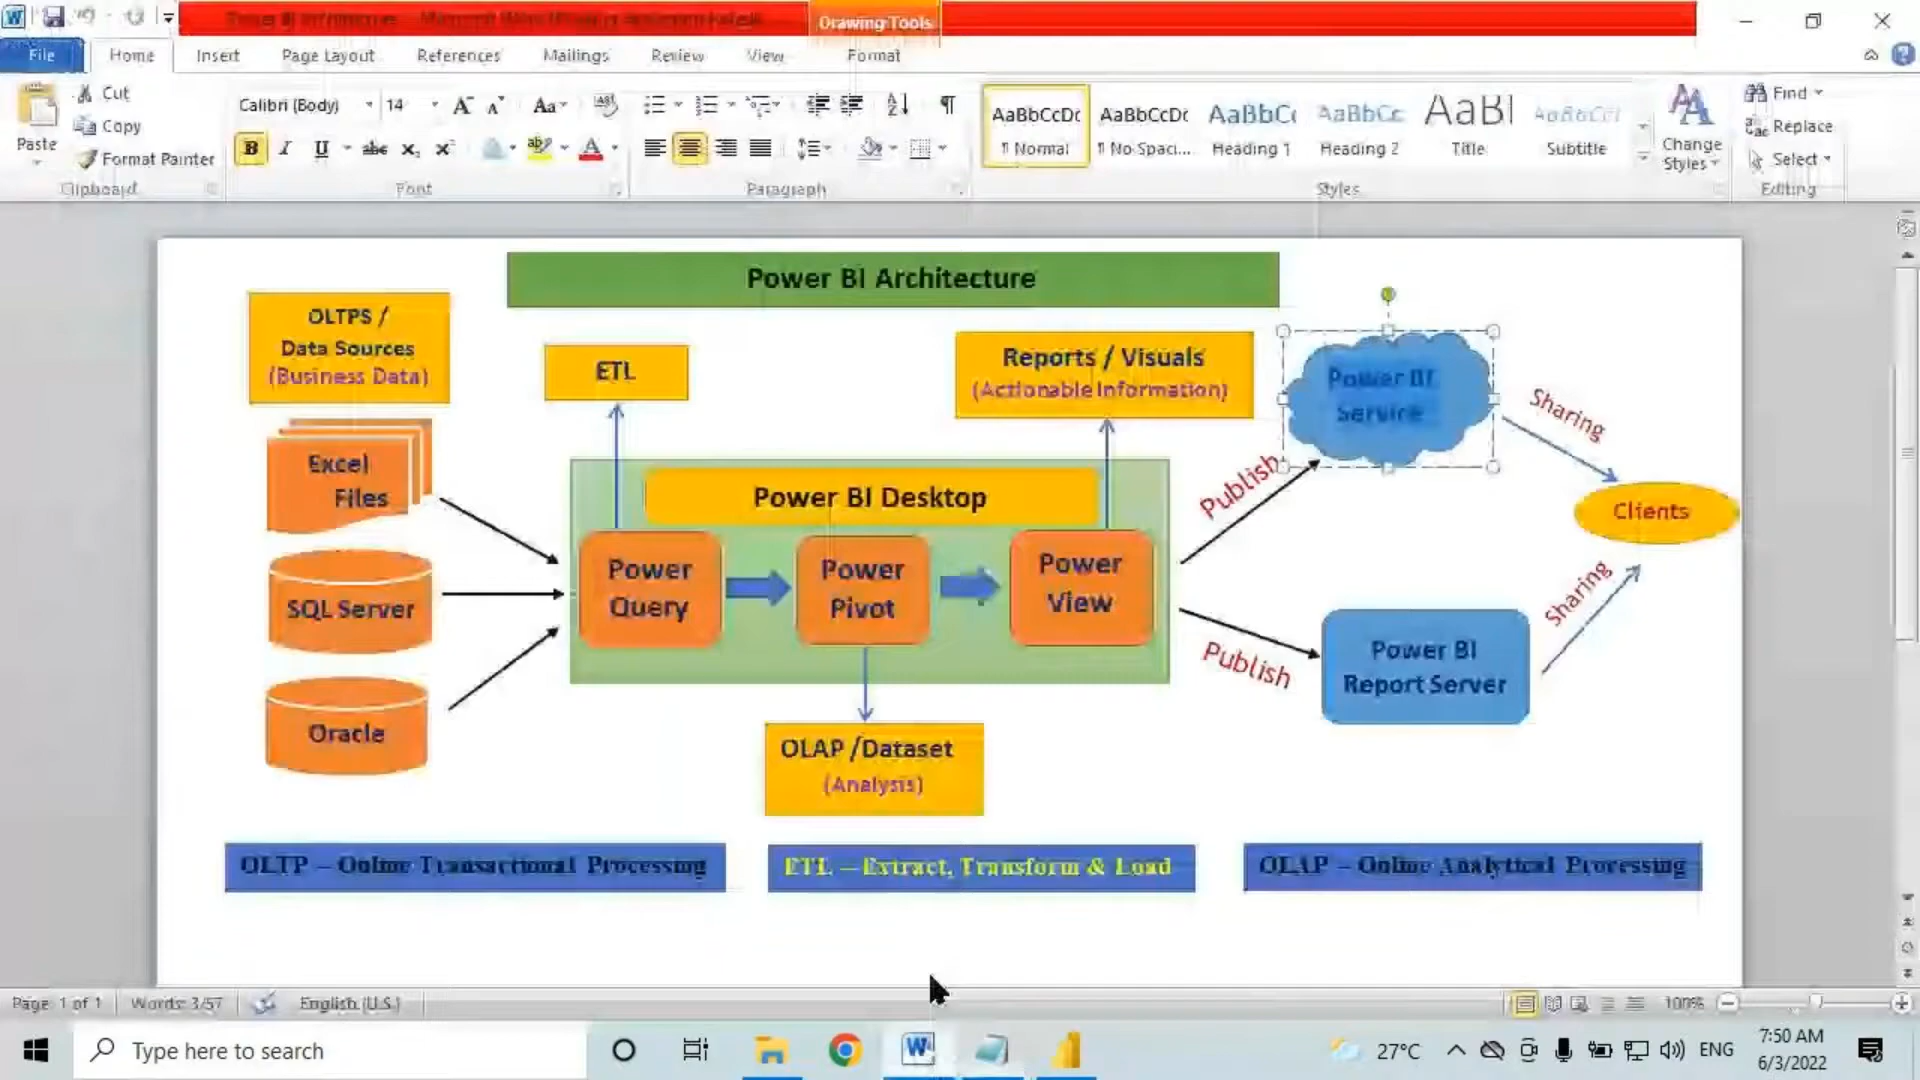 Drawing Tools
File
Home
Insert
Page Layout
References
Mailings
Review
View
Format
Paste
Cut
Copy
Format Painter
Clipboard
Calibri (Body)
14
Font
Paragraph
AaBbCcDc
¶ Normal
AaBbCcDc
¶ No Spaci...
AaBbC
Heading 1
AaBbCc
Heading 2
AaBl
Title
AaBbCcl
Subtitle
Change
Styles
Styles
Find
Replace
Select
Editing
Power BI Architecture
OLTPS /
Data Sources
(Business Data)
ETL
Reports / Visuals
(Actionable Information)
Power BI
Service
Sharing
Excel
Files
Publish
Power BI Desktop
Clients
Power
Query
Power
Pivot
Power
View
SQL Server
Sharing
Publish
Power BI
Report Server
Oracle
OLAP /Dataset
(Analysis)
OLTP – Online Transactional Processing
ETL – Extract, Transform & Load
OLAP – Online Analytical Processing
Page: 1 of 1
Words: 3/57
English (U.S.)
100%
Type here to search
27°C
ENG
7:50 AM
6/3/2022